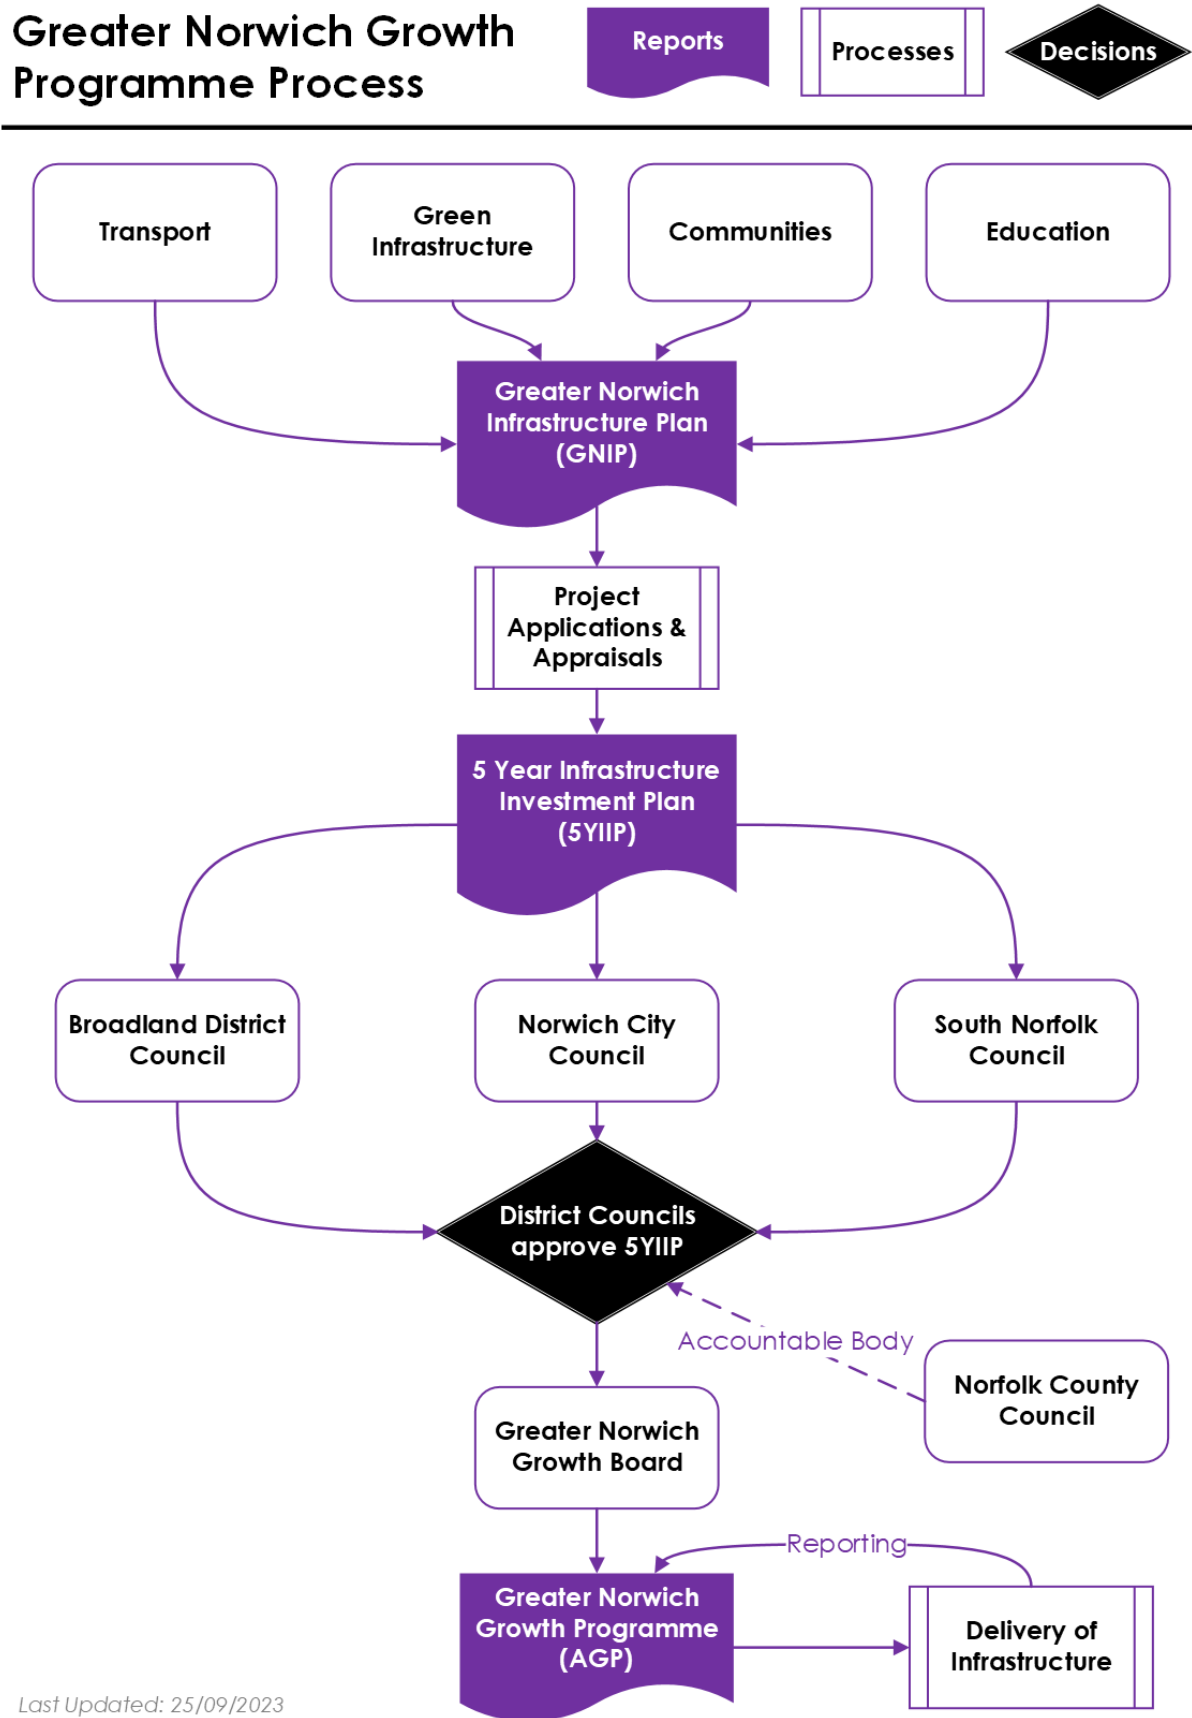 Greater Norwich Growth
Programme Process
Reports
Processes
Decisions
Transport
Green
Infrastructure
Communities
Education
Greater Norwich
Infrastructure Plan
(GNIP)
Project
Applications &
Appraisals
5 Year Infrastructure
Investment Plan
(5YIIP)
Broadland District
Council
Norwich City
Council
South Norfolk
Council
District Councils
approve 5YIIP
Accountable Body
Norfolk County
Council
Greater Norwich
Growth Board
Reporting
Greater Norwich
Growth Programme
(AGP)
Delivery of
Infrastructure
Last Updated: 25/09/2023